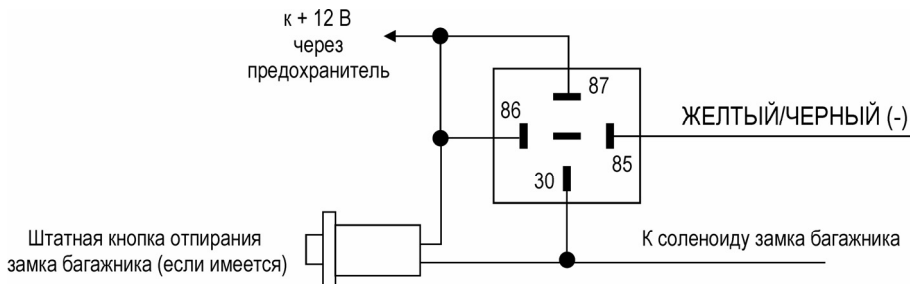 к + 12 В
через
предохранитель
87
86
ЖЕЛТЫЙ/ЧЕРНЫЙ (-)
85
30
Штатная кнопка отпирания
замка багажника (если имеется)
К соленоиду замка багажника